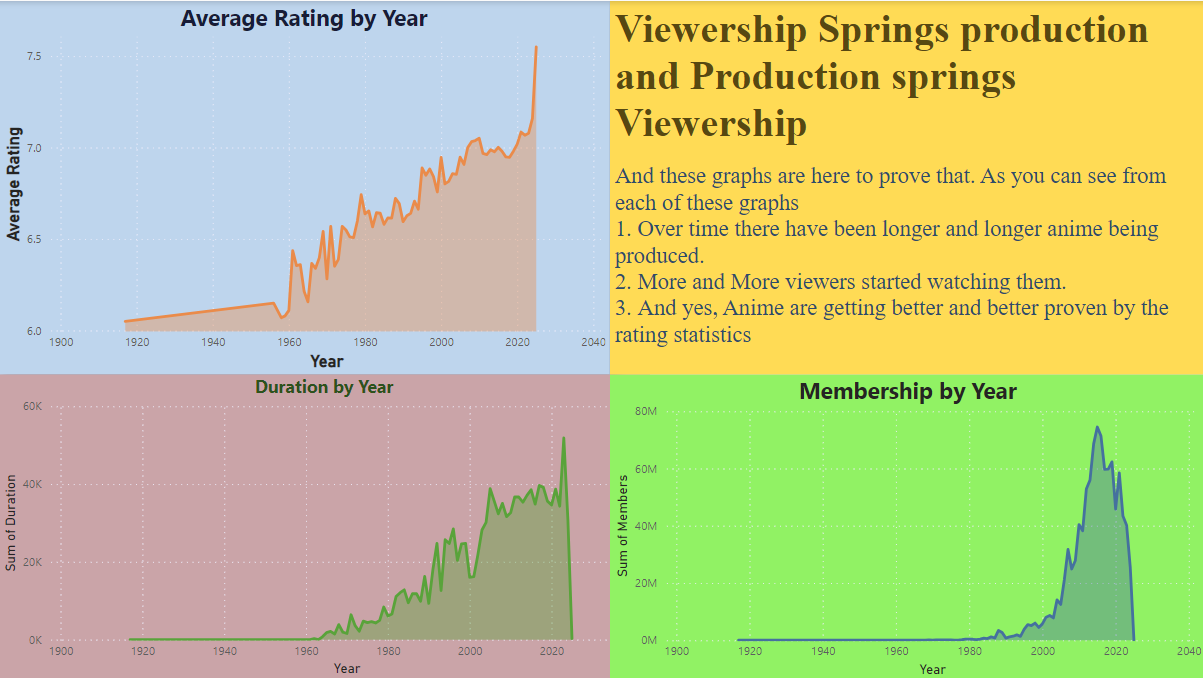 Average Rating by Year
7.5
7.0
6.5
6.0
Average Rating
1900 1920 1940 1960 1980 2000 2020 2040
Year
Viewership Springs production
and Production springs
Viewership
And these graphs are here to prove that. As you can see from
each of these graphs
1. Over time there have been longer and longer anime being
produced.
2. More and More viewers started watching them.
3. And yes, Anime are getting better and better proven by the
rating statistics
Duration by Year
60K
40K
20K
0K
Sum of Duration
1900 1920 1940 1960 1980 2000 2020
Year
Membership by Year
80M
60M
40M
20M
0M
Sum of Members
1900 1920 1940 1960 1980 2000 2020 2040
Year